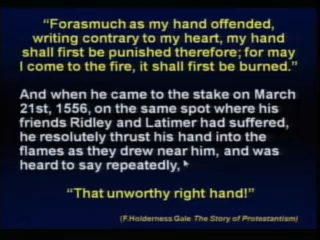 “Forasmuch as my hand offended,
writing contrary to my heart, my hand
shall first be punished therefore; for may
I come to the fire, it shall first be burned.”
And when he came to the stake on March
21st, 1556, on the same spot where his
friends Ridley and Latimer had suffered,
he resolutely thrust his hand into the
flames as they drew near him, and was
heard to say repeatedly,
“That unworthy right hand!”
(F.Holderness Gale The Story of Protestantism)